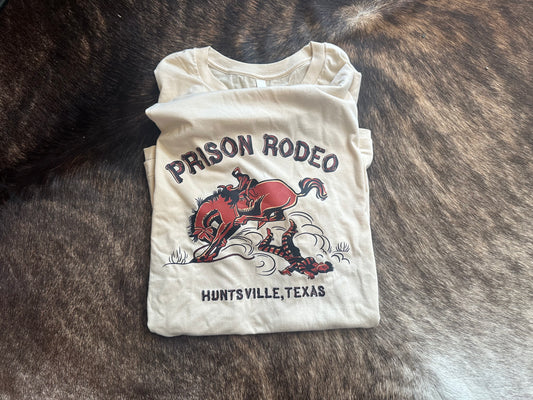 PRISON RODEO
HUNTSVILLE, TEXAS